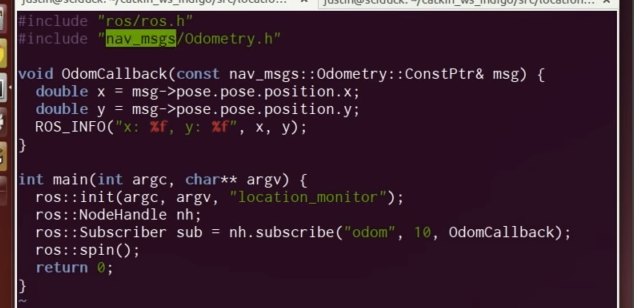 justin@sciduck: ~/catkin_ws_indigo/src/locatio... × justin@sciduck: ~/catkin_ws_indigo/src/location... ×
#include "ros/ros.h"
#include "nav_msgs/Odometry.h"
void OdomCallback(const nav_msgs::Odometry::ConstPtr& msg) {
  double x = msg->pose.pose.position.x;
  double y = msg->pose.pose.position.y;
  ROS_INFO("x: %f, y: %f", x, y);
}
int main(int argc, char** argv) {
  ros::init(argc, argv, "location_monitor");
  ros::NodeHandle nh;
  ros::Subscriber sub = nh.subscribe("odom", 10, OdomCallback);
  ros::spin();
  return 0;
}
~